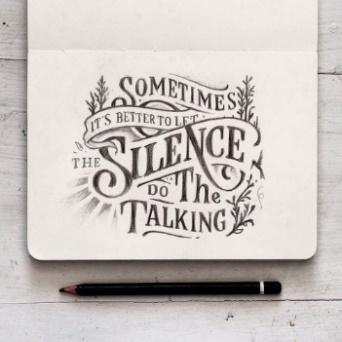 SOMETIMES
IT'S BETTER TO LET
THE SILENCE
DO THE
TALKING